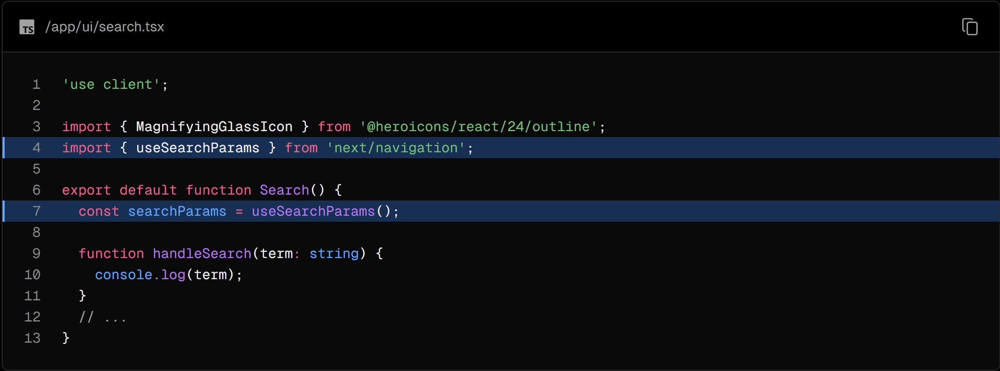 TS /app/ui/search.tsx
1 'use client';
2
3 import { MagnifyingGlassIcon } from '@heroicons/react/24/outline';
4 import { useSearchParams } from 'next/navigation';
5
6 export default function Search() {
7   const searchParams = useSearchParams();
8
9   function handleSearch(term: string) {
10     console.log(term);
11   }
12   // ...
13 }